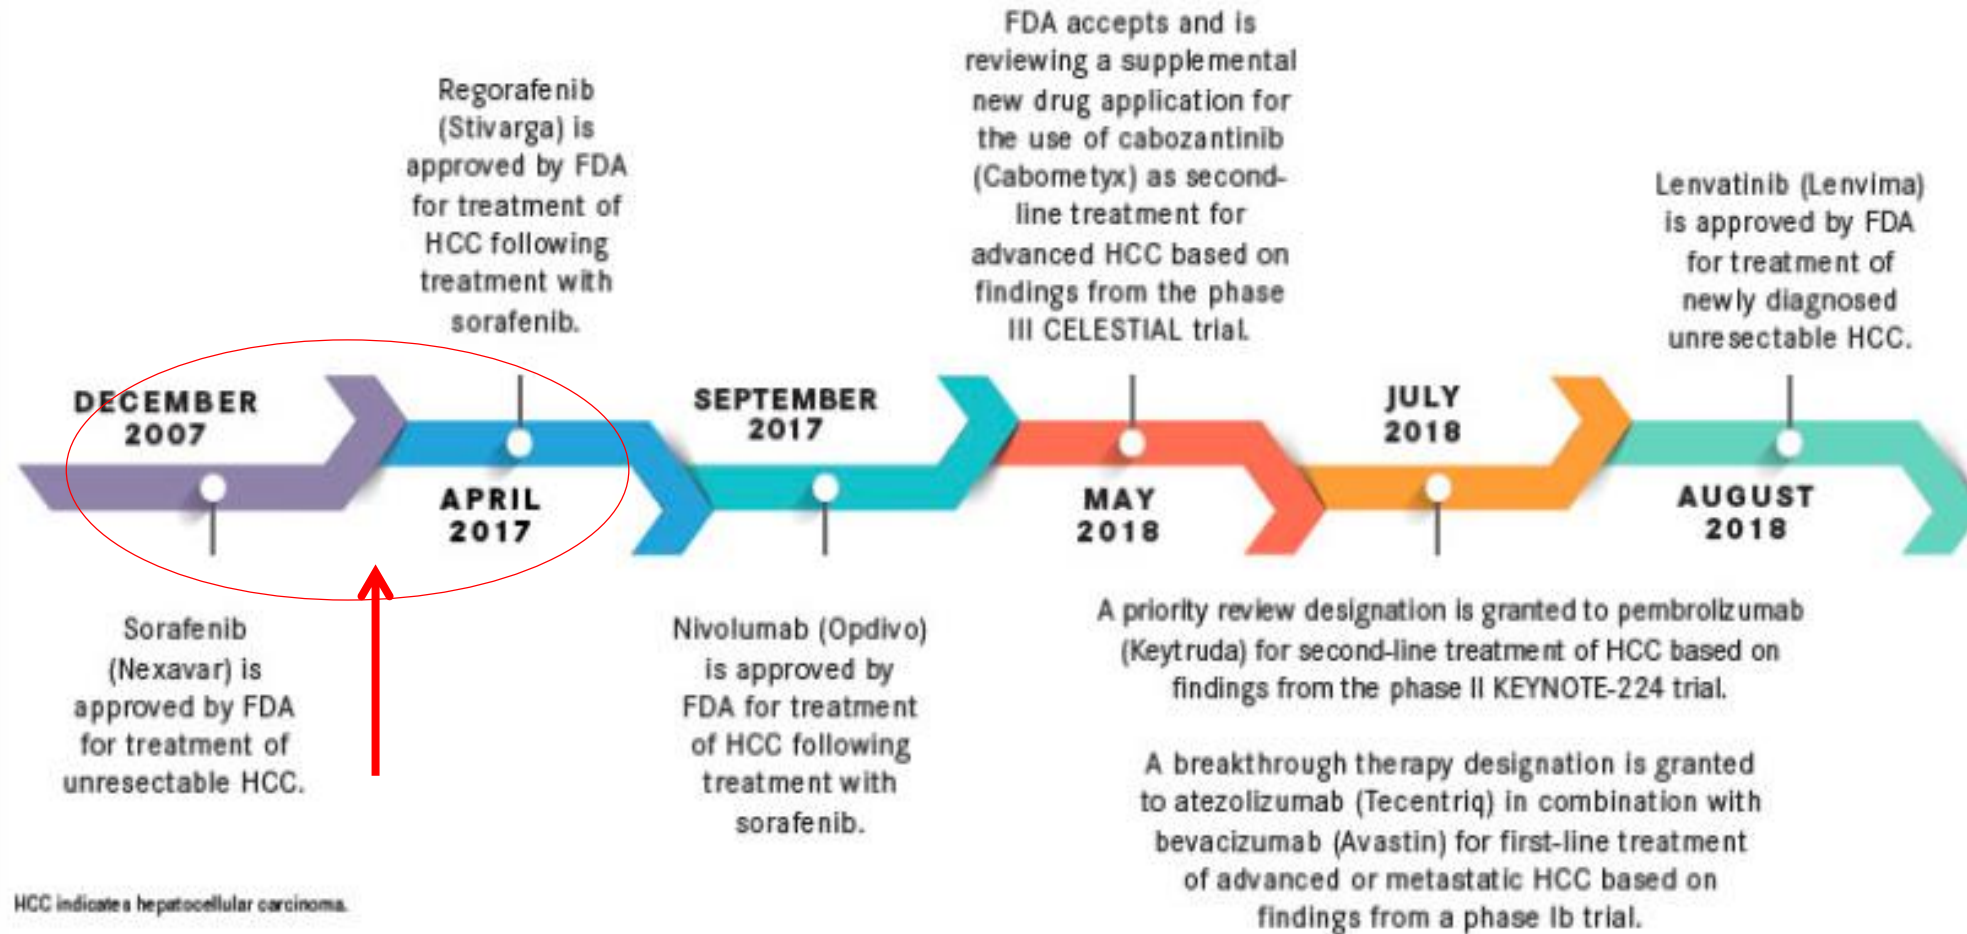 DECEMBER
2007
Sorafenib
(Nexavar) is
approved by FDA
for treatment of
unresectable HCC.
Regorafenib
(Stivarga) is
approved by FDA
for treatment of
HCC following
treatment with
sorafenib.
APRIL
2017
SEPTEMBER
2017
Nivolumab (Opdivo)
is approved by
FDA for treatment
of HCC following
treatment with
sorafenib.
FDA accepts and is
reviewing a supplemental
new drug application for
the use of cabozantinib
(Cabometyx) as second-
line treatment for
advanced HCC based on
findings from the phase
III CELESTIAL trial.
MAY
2018
JULY
2018
A priority review designation is granted to pembrolizumab
(Keytruda) for second-line treatment of HCC based on
findings from the phase II KEYNOTE-224 trial.
A breakthrough therapy designation is granted
to atezolizumab (Tecentriq) in combination with
bevacizumab (Avastin) for first-line treatment
of advanced or metastatic HCC based on
findings from a phase Ib trial.
Lenvatinib (Lenvima)
is approved by FDA
for treatment of
newly diagnosed
unresectable HCC.
AUGUST
2018
HCC indicates hepatocellular carcinoma.